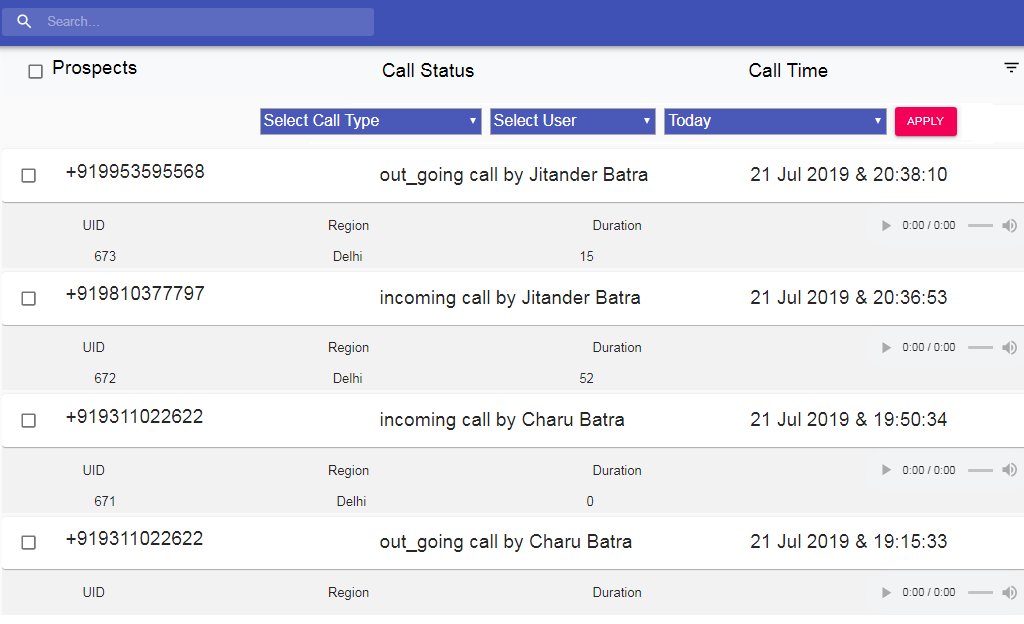 Search...
Prospects Call Status Call Time
Select Call Type Select User Today APPLY
+919953595568 out_going call by Jitander Batra 21 Jul 2019 & 20:38:10
UID Region Duration 0:00 / 0:00
673 Delhi 15
+919810377797 incoming call by Jitander Batra 21 Jul 2019 & 20:36:53
UID Region Duration 0:00 / 0:00
672 Delhi 52
+919311022622 incoming call by Charu Batra 21 Jul 2019 & 19:50:34
UID Region Duration 0:00 / 0:00
671 Delhi 0
+919311022622 out_going call by Charu Batra 21 Jul 2019 & 19:15:33
UID Region Duration 0:00 / 0:00